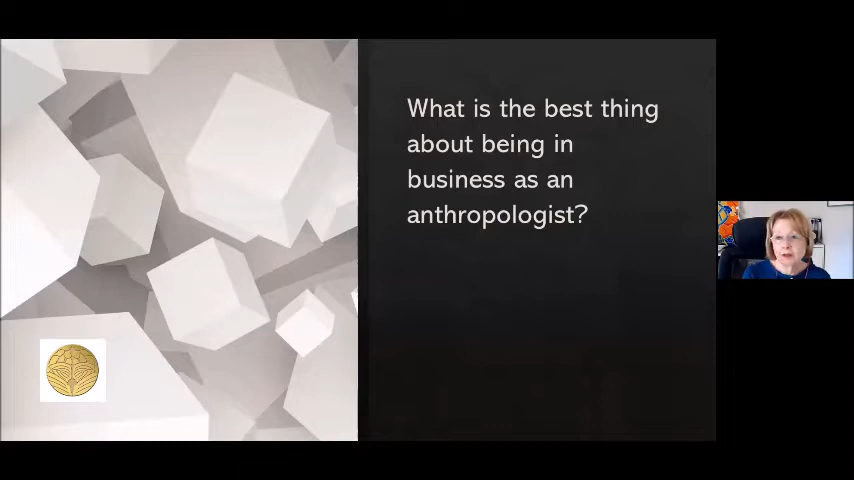 What is the best thing
about being in
business as an
anthropologist?